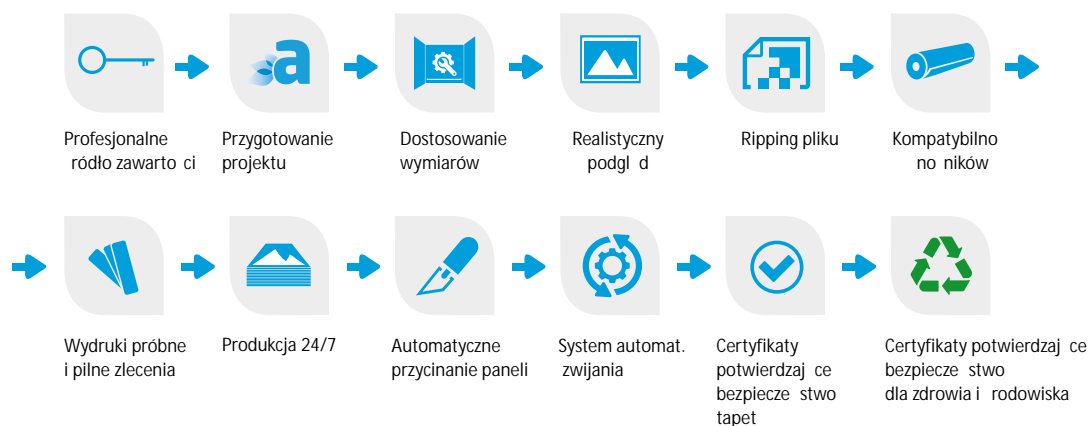 a
Profesjonalne
ródło zawarto ci
Przygotowanie
projektu
Dostosowanie
wymiarów
Realistyczny
podgl d
Ripping pliku
Kompatybilno
no ników
Wydruki próbne
i pilne zlecenia
Produkcja 24/7
Automatyczne
przycinanie paneli
System automat.
zwijania
Certyfikaty
potwierdzaj ce
bezpiecze stwo
tapet
Certyfikaty potwierdzaj ce
bezpiecze stwo
dla zdrowia i rodowiska